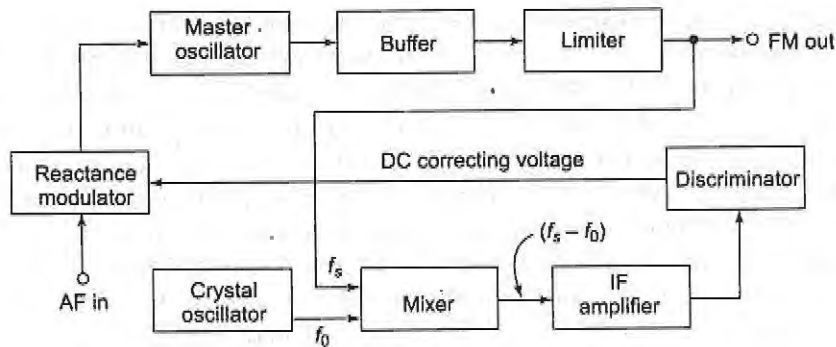 Master
oscillator
Buffer
Limiter
FM out
Reactance
modulator
DC correcting voltage
Discriminator
AF in
Crystal
oscillator
fs
f0
Mixer
(fs – f0)
IF
amplifier